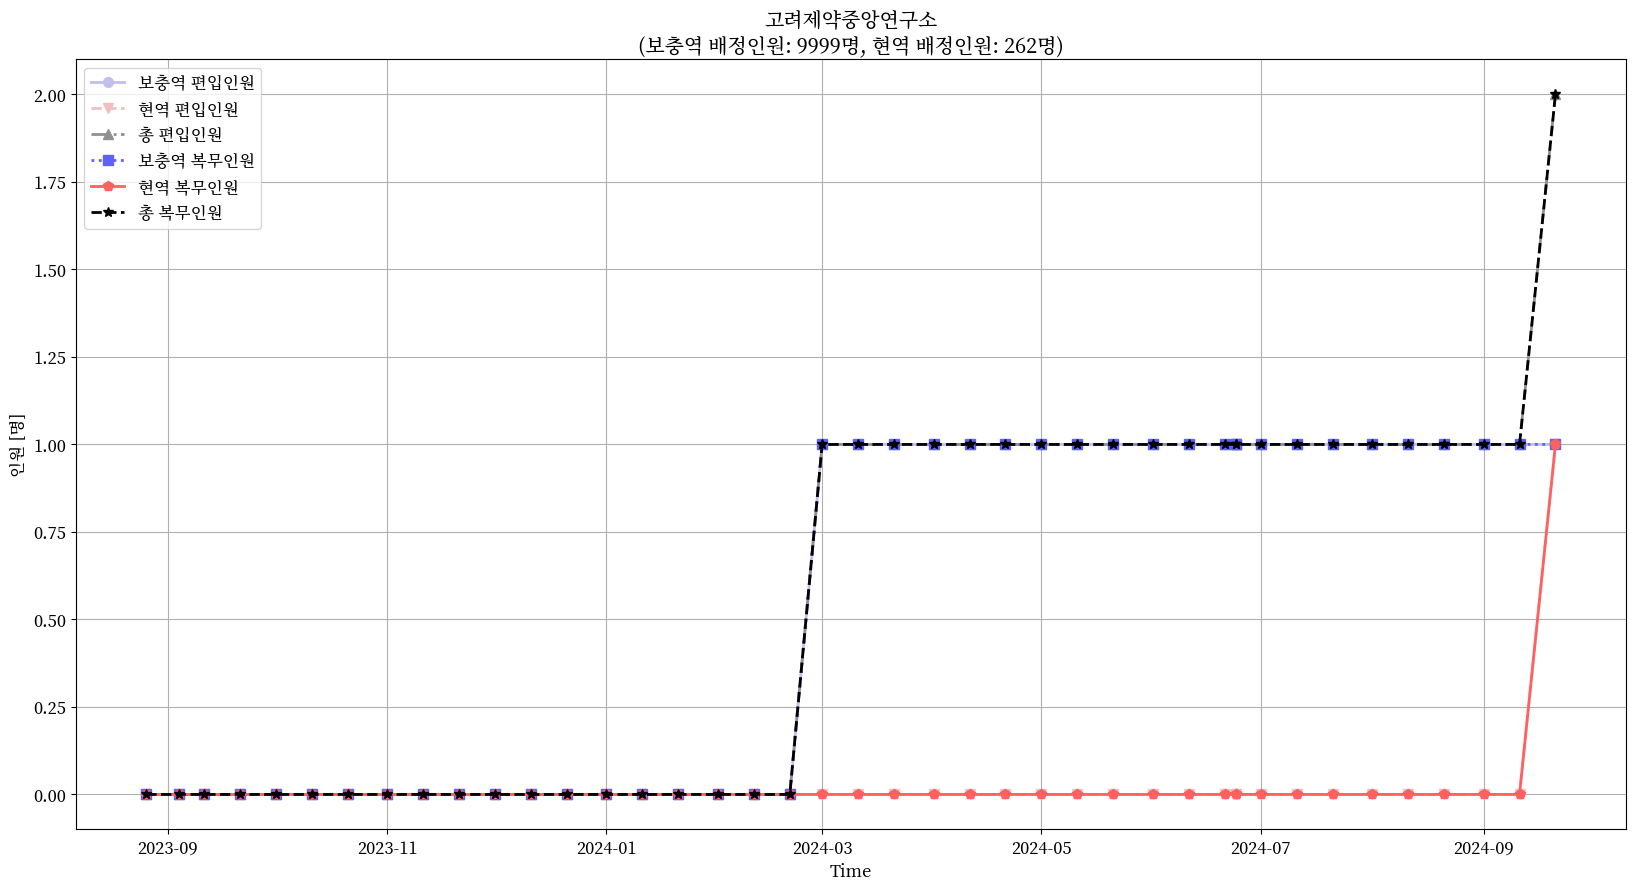 고려제약중앙연구소
(보충역 배정인원: 9999명, 현역 배정인원: 262명)
보충역 편입인원
현역 편입인원
총 편입인원
보충역 복무인원
현역 복무인원
총 복무인원
인원 [명]
2.00
1.75
1.50
1.25
1.00
0.75
0.50
0.25
0.00
2023-09
2023-11
2024-01
2024-03
2024-05
2024-07
2024-09
Time